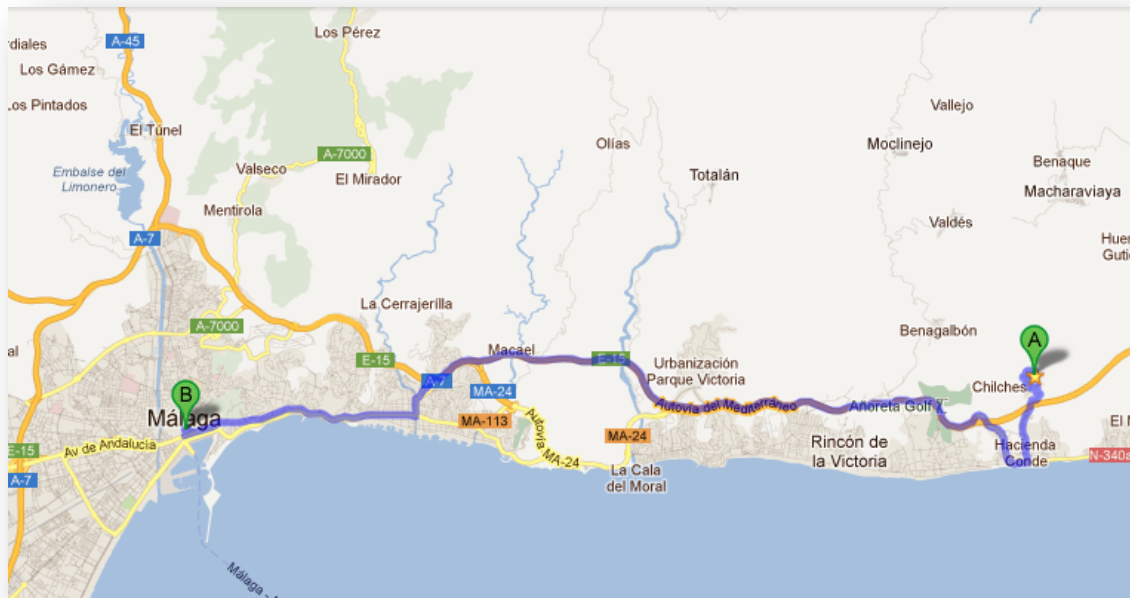 Los Pérez
rdiales
A-45
Los Gámez
Los Pintados
El Túnel
Vallejo
Embalse del
Limonero
Valseco
A-7000
El Mirador
Olías
Moclinejo
Totalán
Benaque
Macharaviaya
Mentirola
Valdés
A-7
La Cerrajerilla
A-7000
Benagalbón
al
E-15
Macael
Urbanización
Parque Victoria
A
Chilches
A-7
MA-24
B
Málaga
MA-113
Autovía del Mediterráneo
Añoreta Golf
Autovía MA-24
MA-24
Av de Andalucía
E-15
A-7
Rincón de
la Victoria
Hacienda
Conde
N-340a
La Cala
del Moral